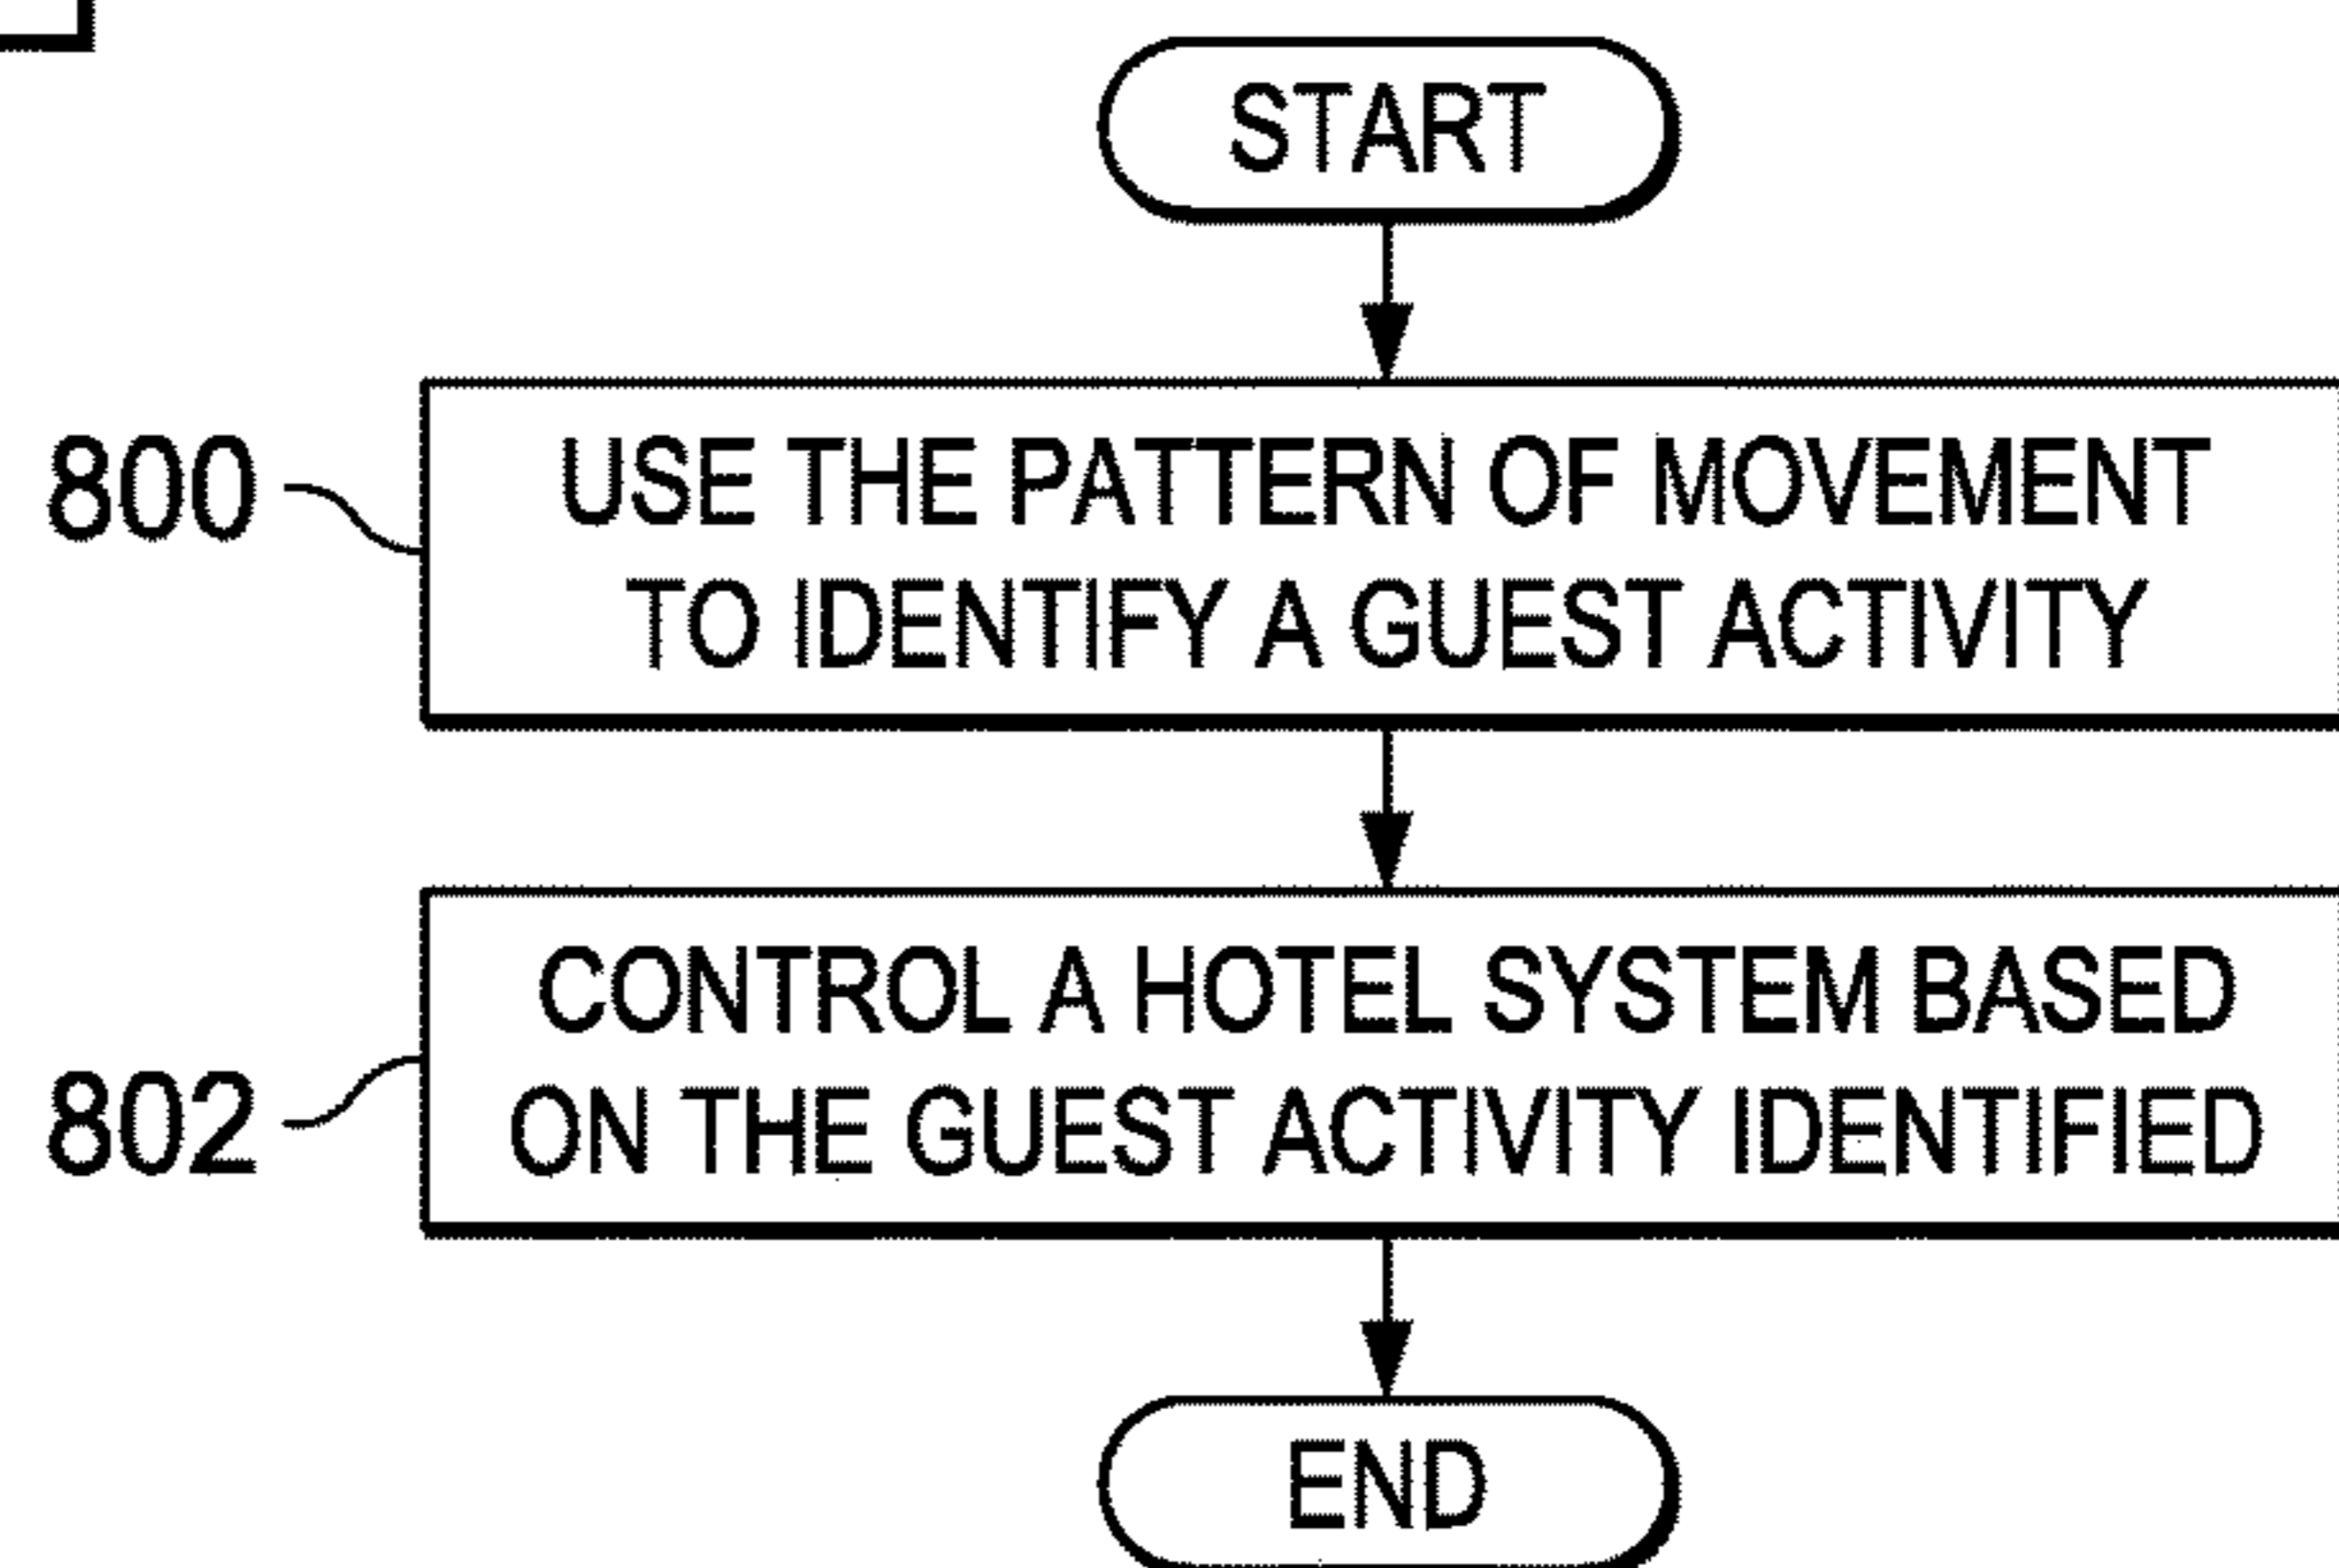 START
800
USE THE PATTERN OF MOVEMENT
TO IDENTIFY A GUEST ACTIVITY
802
CONTROL A HOTEL SYSTEM BASED
ON THE GUEST ACTIVITY IDENTIFIED
END